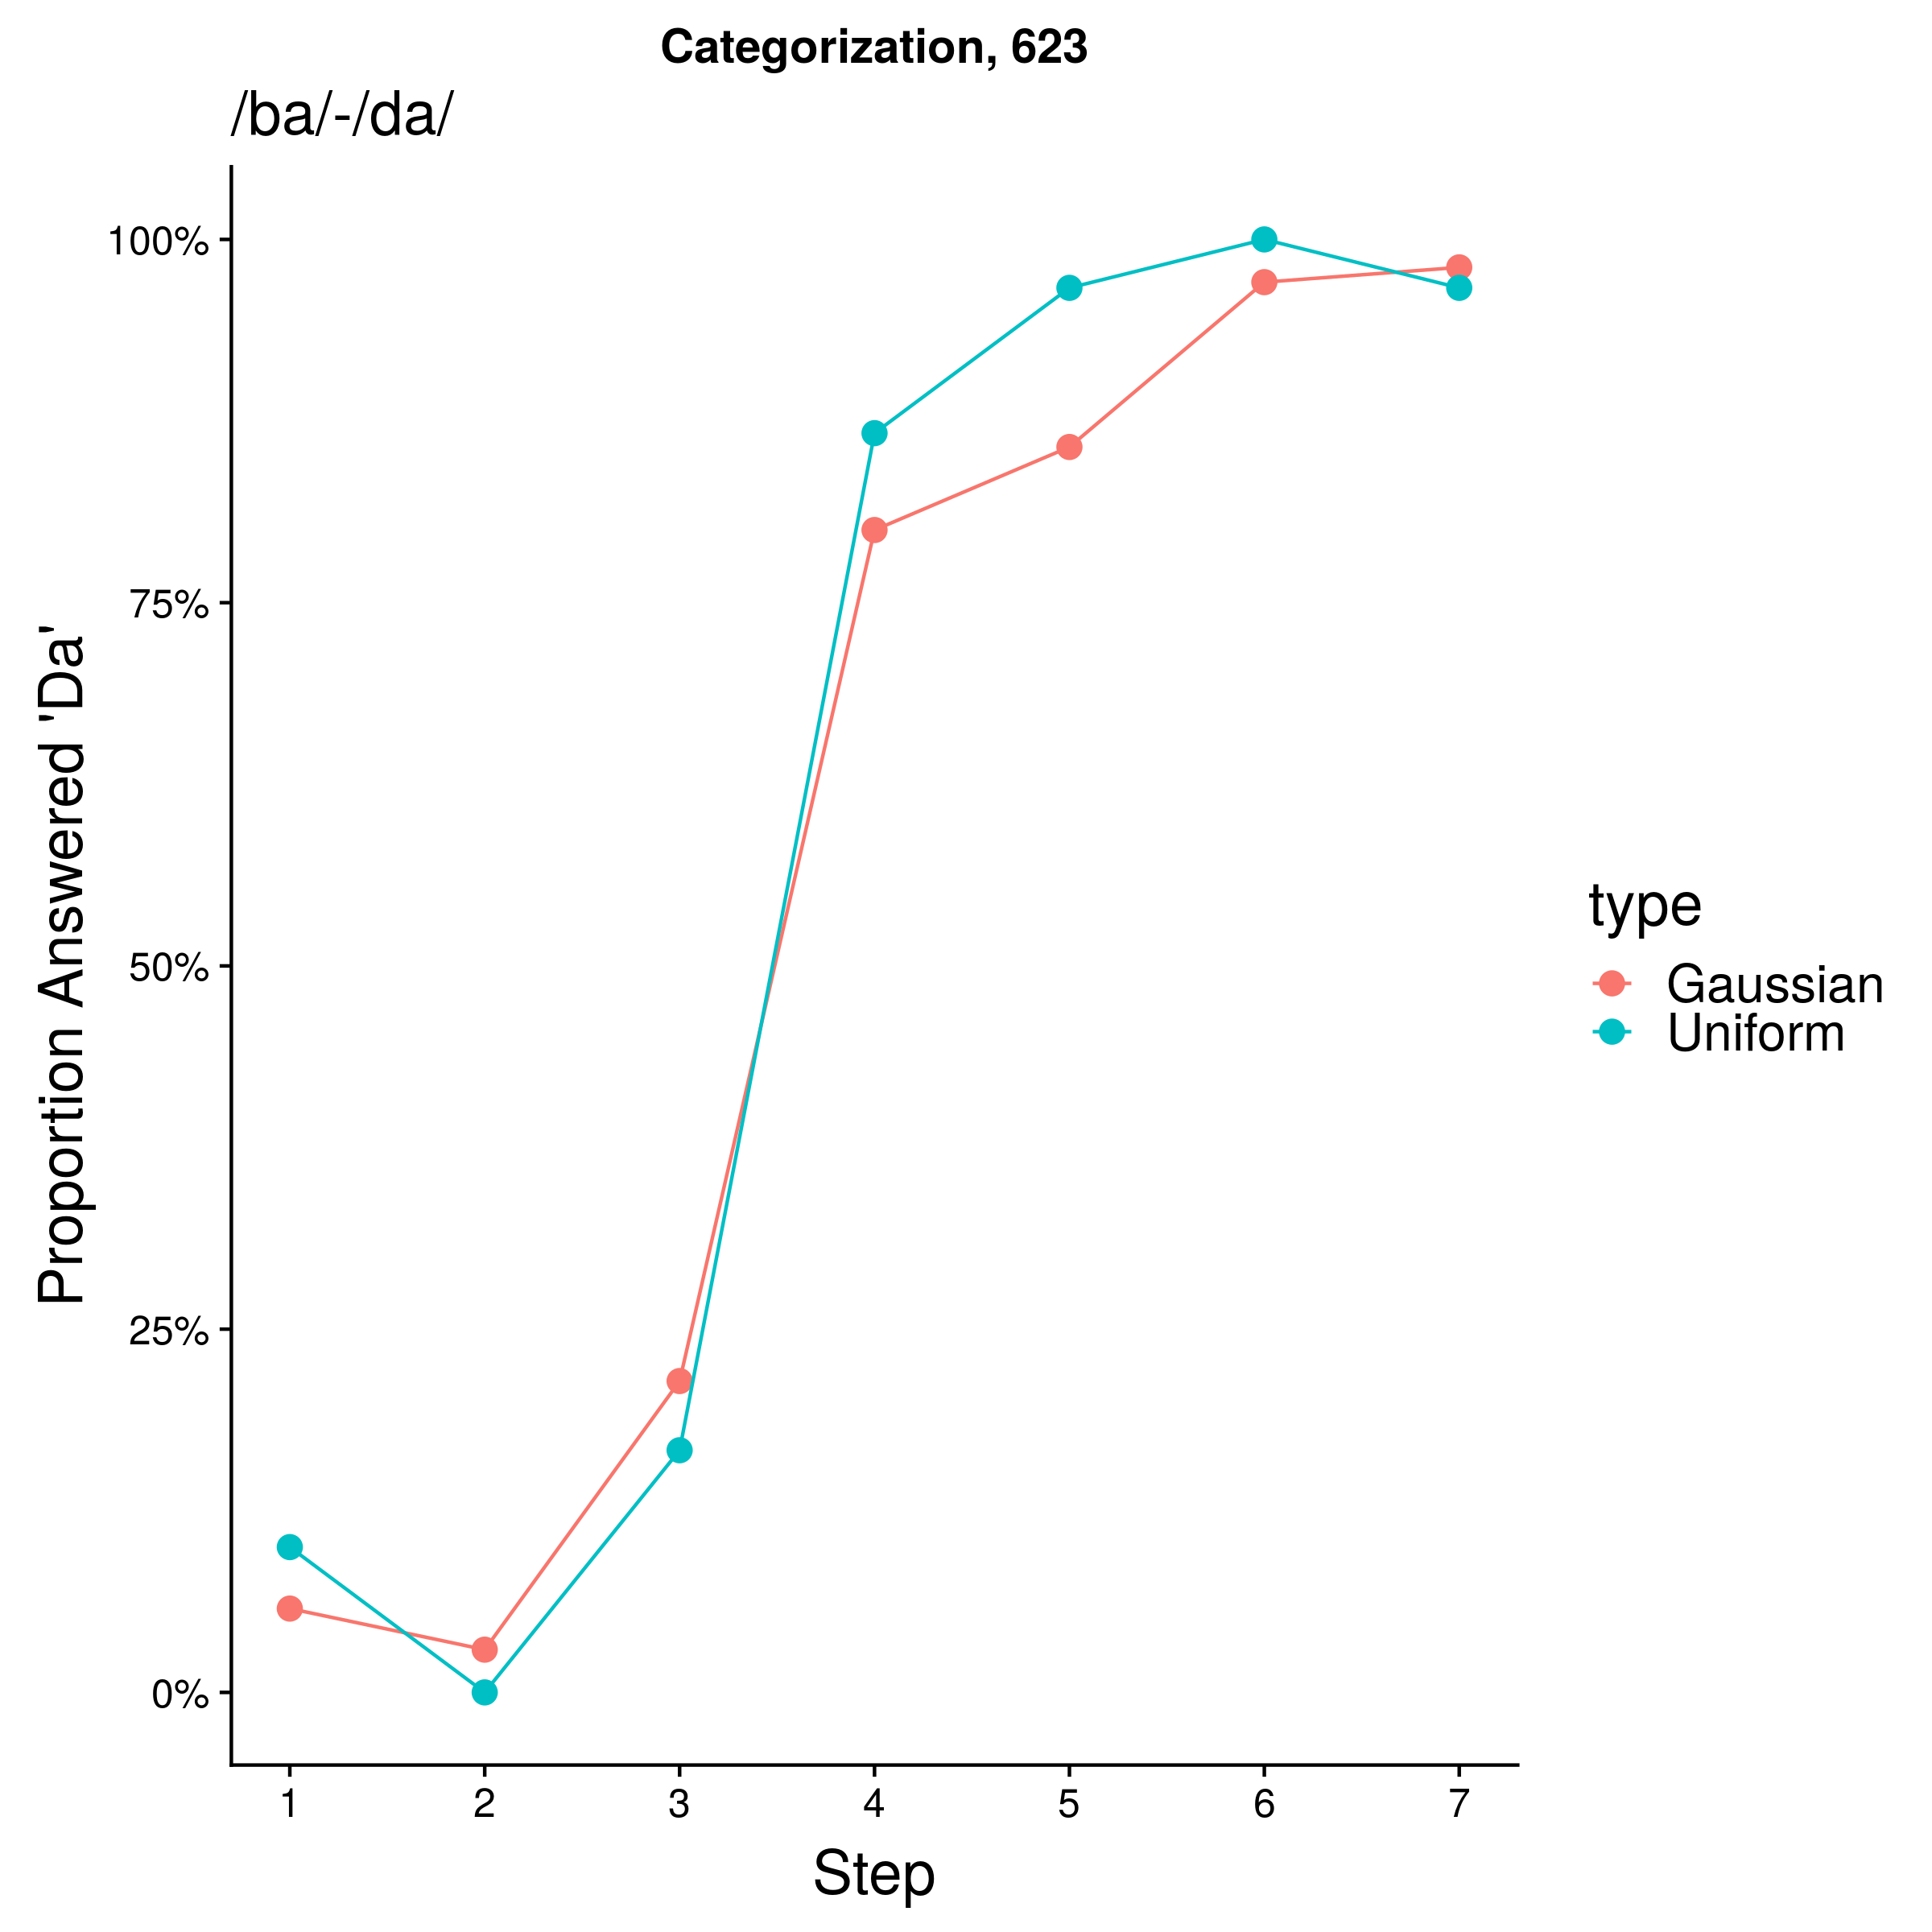 Categorization, 623
/ba/-/da/
Proportion Answered 'Da'
100%
75%
50%
25%
0%
1 2 3 4 5 6 7
Step
type
Gaussian
Uniform